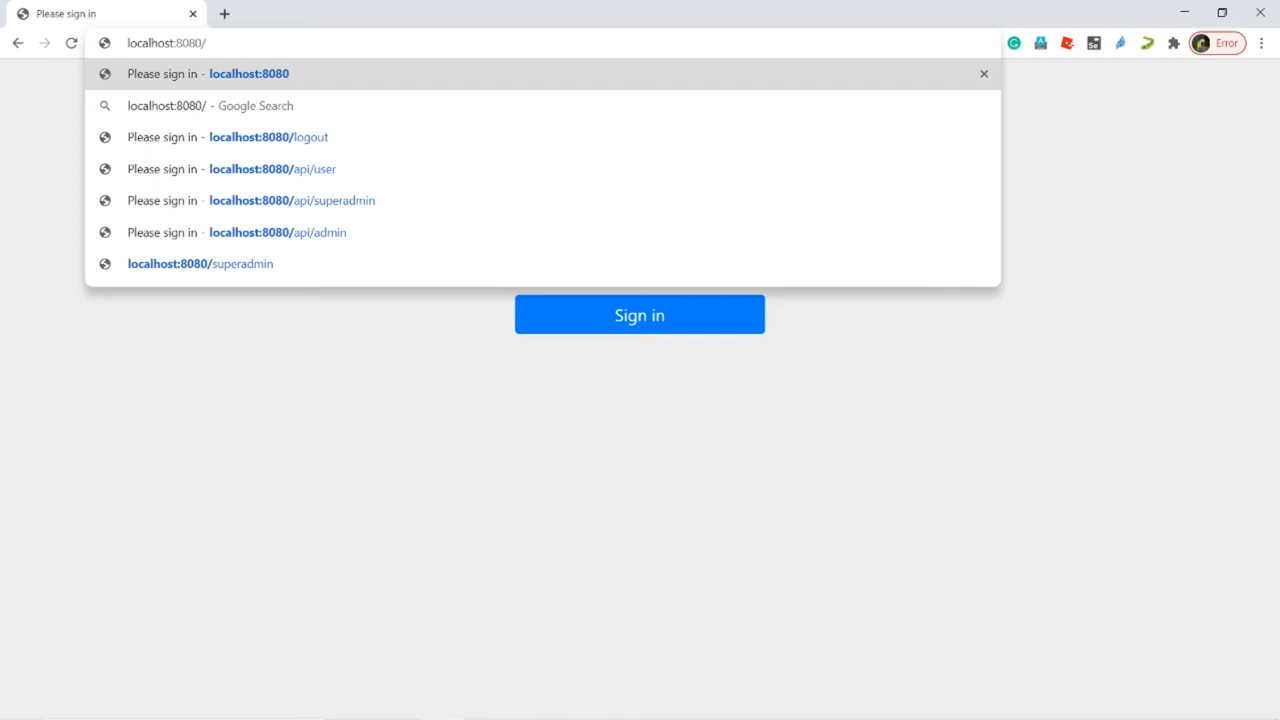 Please sign in
localhost:8080/
Error
Please sign in - localhost:8080
localhost:8080/ - Google Search
Please sign in - localhost:8080/logout
Please sign in - localhost:8080/api/user
Please sign in - localhost:8080/api/superadmin
Please sign in - localhost:8080/api/admin
localhost:8080/superadmin
Sign in